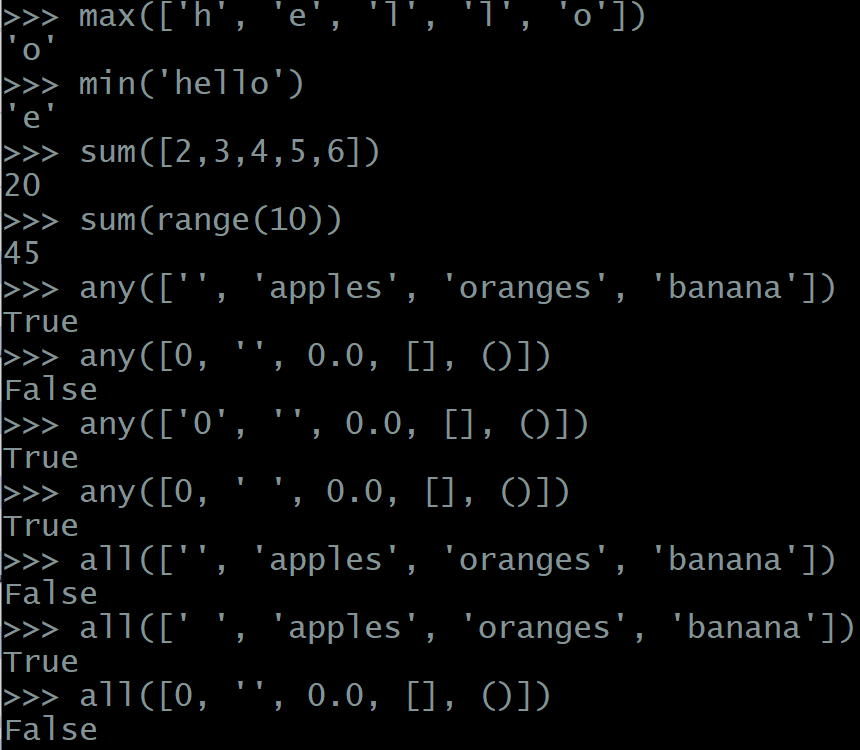 >>> max(['h', 'e', 'l', 'l', 'o'])
'o'
>>> min('hello')
'e'
>>> sum([2,3,4,5,6])
20
>>> sum(range(10))
45
>>> any(['', 'apples', 'oranges', 'banana'])
True
>>> any([0, '', 0.0, [], ()])
False
>>> any(['0', '', 0.0, [], ()])
True
>>> any([0, ' ', 0.0, [], ()])
True
>>> all(['', 'apples', 'oranges', 'banana'])
False
>>> all([' ', 'apples', 'oranges', 'banana'])
True
>>> all([0, '', 0.0, [], ()])
False